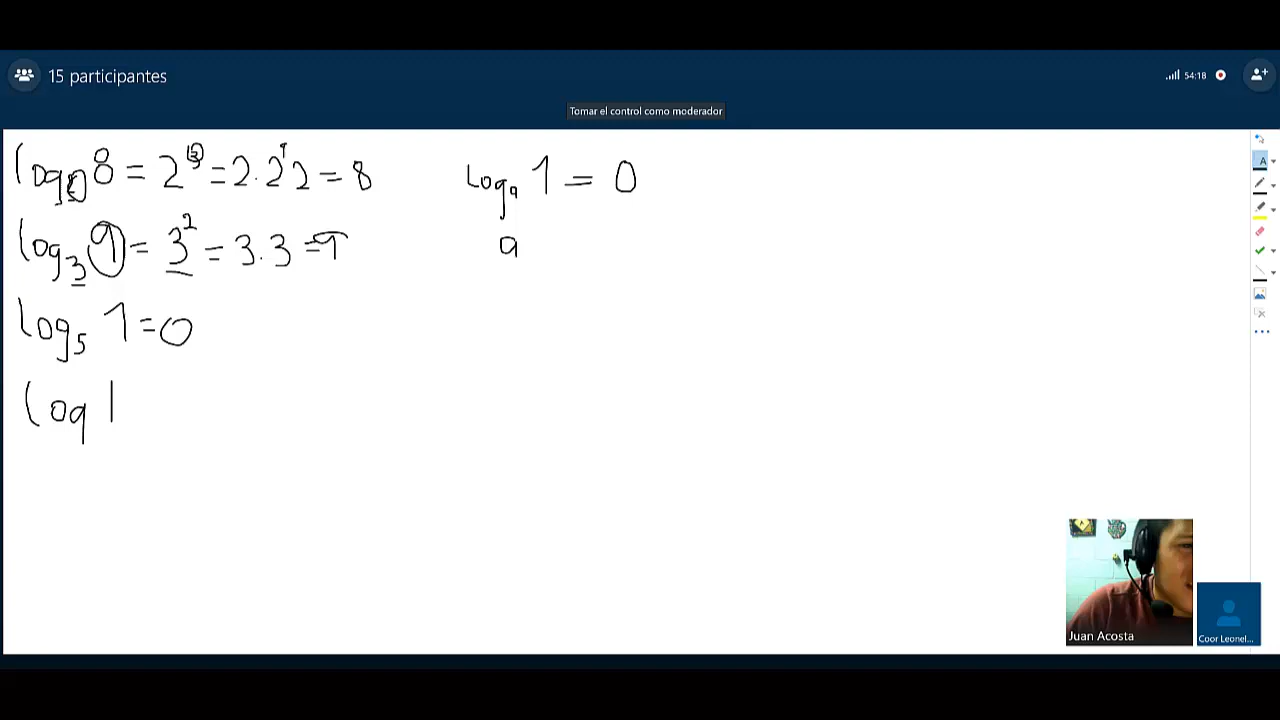 15 participantes
54:18
Tomar el control como moderador
log₂ 8 = 2³ = 2.2.2 = 8
log₃ 9 = 3² = 3.3 = 9
log₅ 1 = 0
log 1
Logₐ 1 = 0
a
A
Juan Acosta
Coor Leonel...